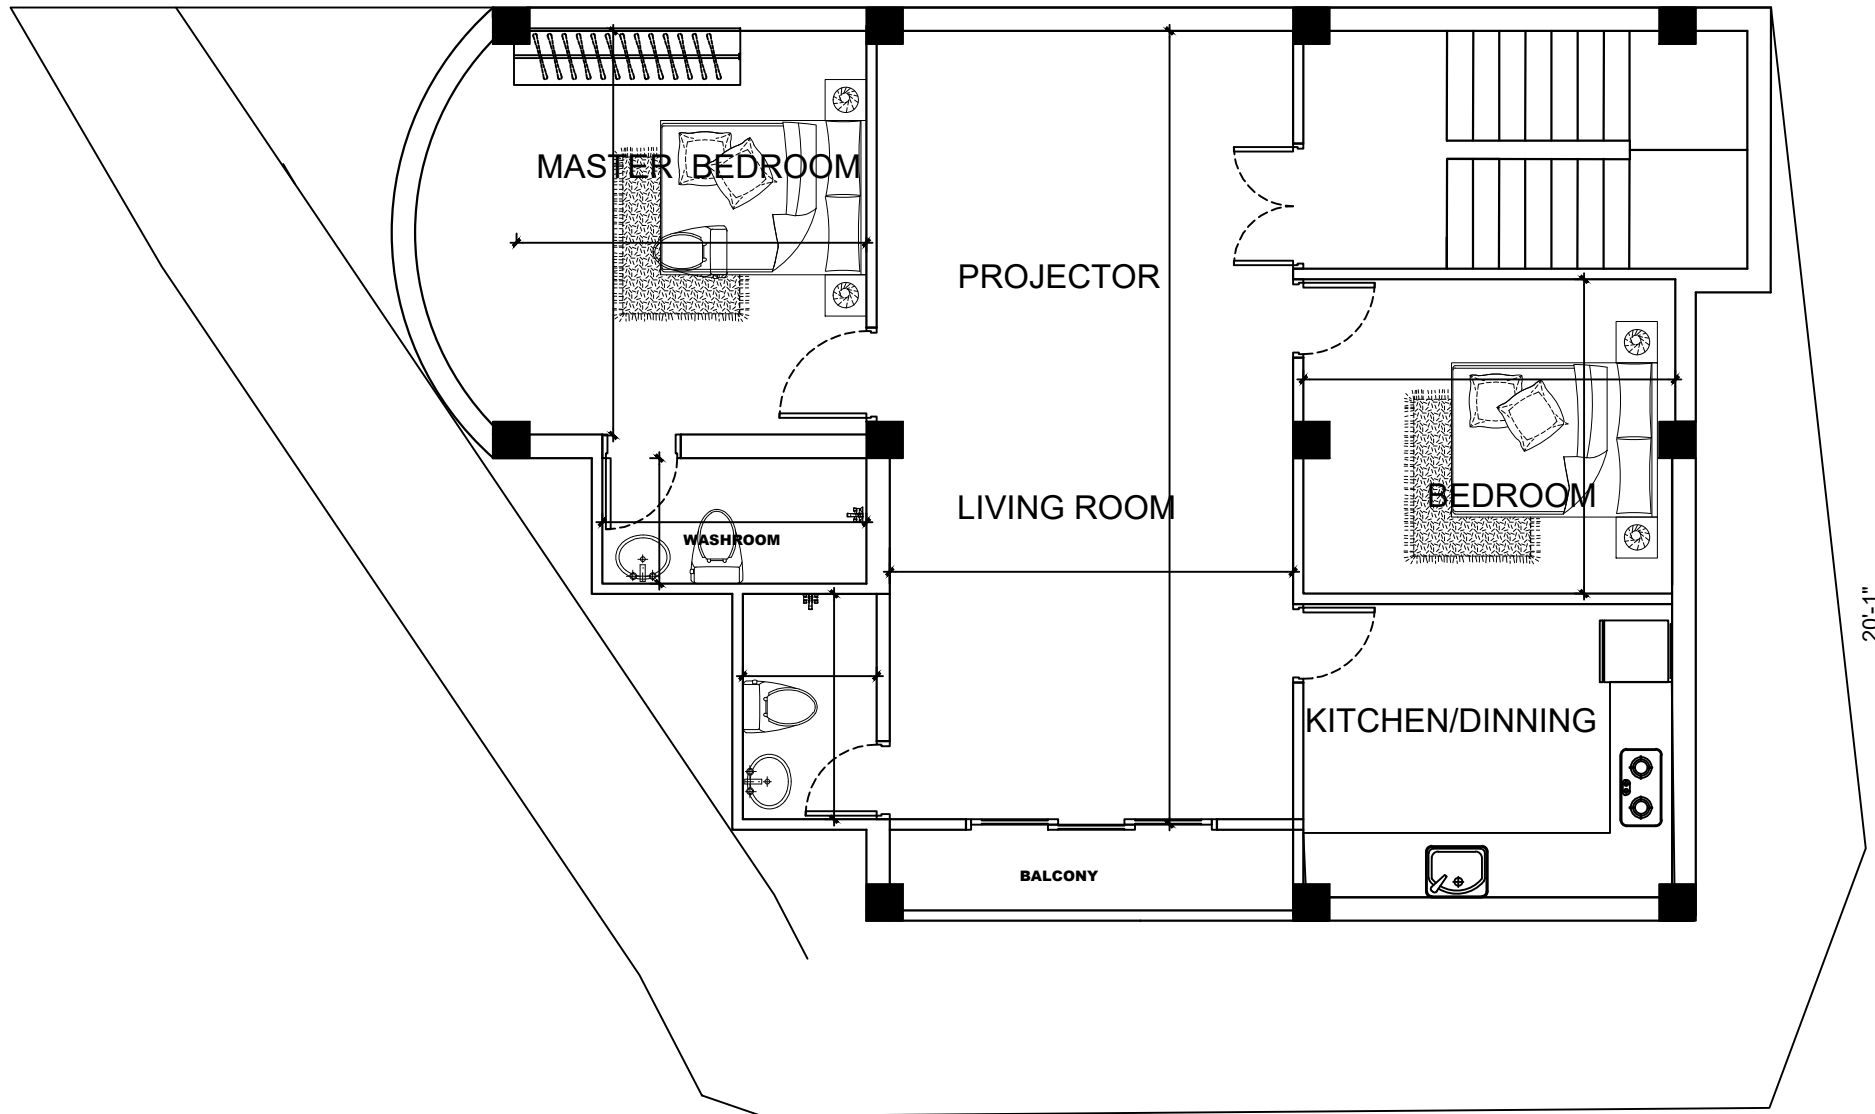 MASTER BEDROOM
PROJECTOR
LIVING ROOM
BEDROOM
WASHROOM
20'-1"
KITCHEN/DINNING
BALCONY